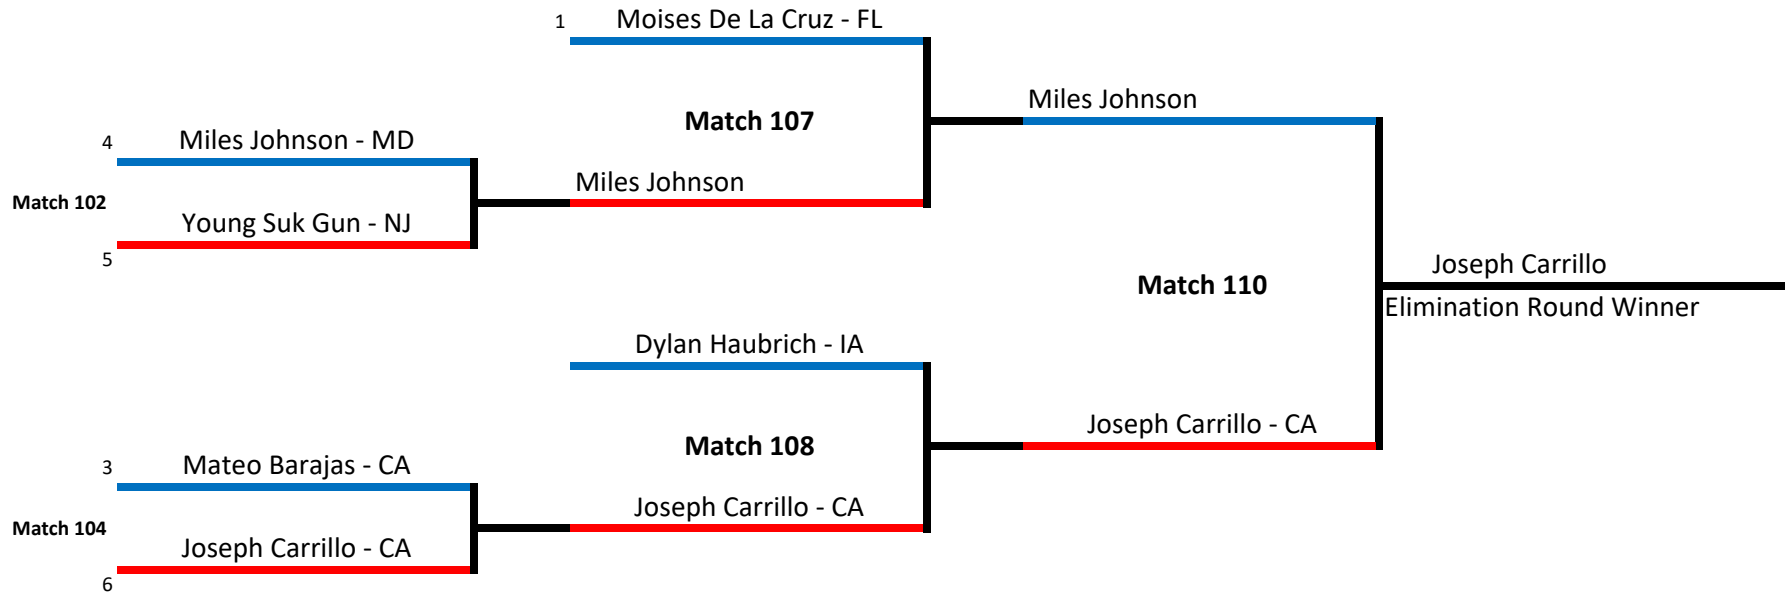 1
Moises De La Cruz - FL
Miles Johnson
Match 107
4
Miles Johnson - MD
Match 102
Miles Johnson
Young Suk Gun - NJ
5
Joseph Carrillo
Match 110
Elimination Round Winner
Dylan Haubrich - IA
Joseph Carrillo - CA
Match 108
3
Mateo Barajas - CA
Joseph Carrillo - CA
Match 104
Joseph Carrillo - CA
6